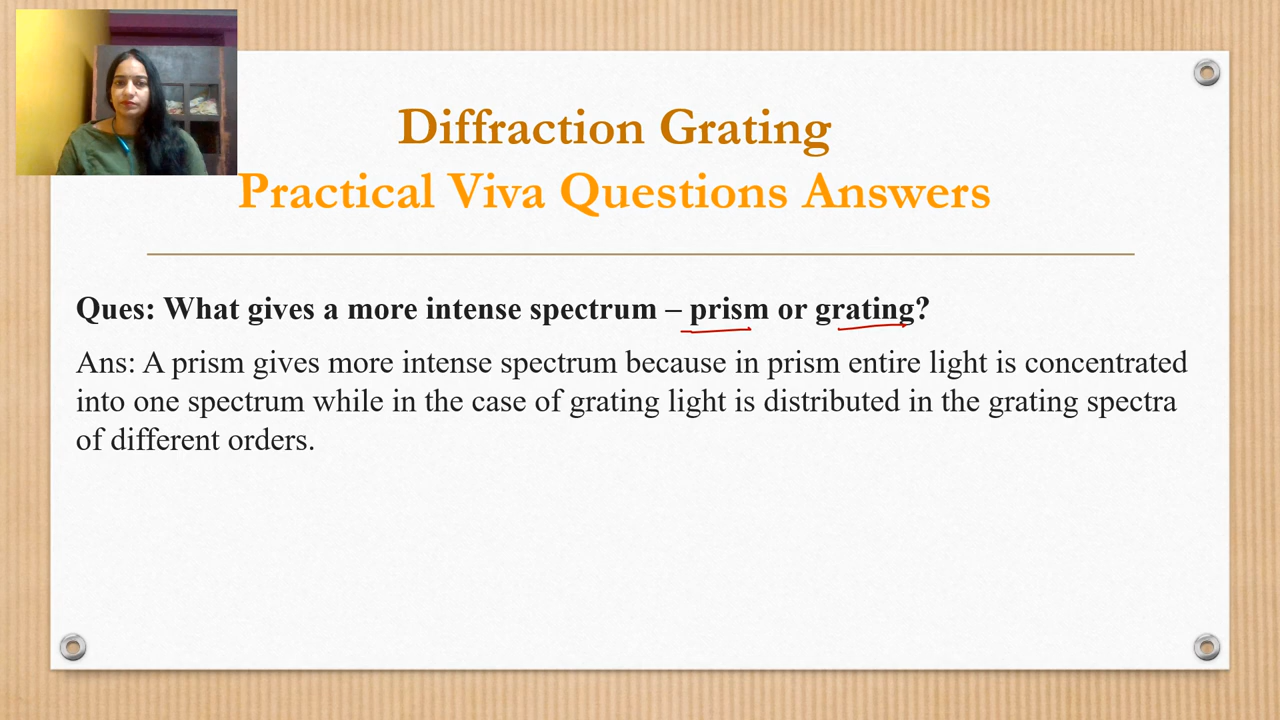 Diffraction Grating
Practical Viva Questions Answers
Ques: What gives a more intense spectrum – prism or grating?
Ans: A prism gives more intense spectrum because in prism entire light is concentrated
into one spectrum while in the case of grating light is distributed in the grating spectra
of different orders.